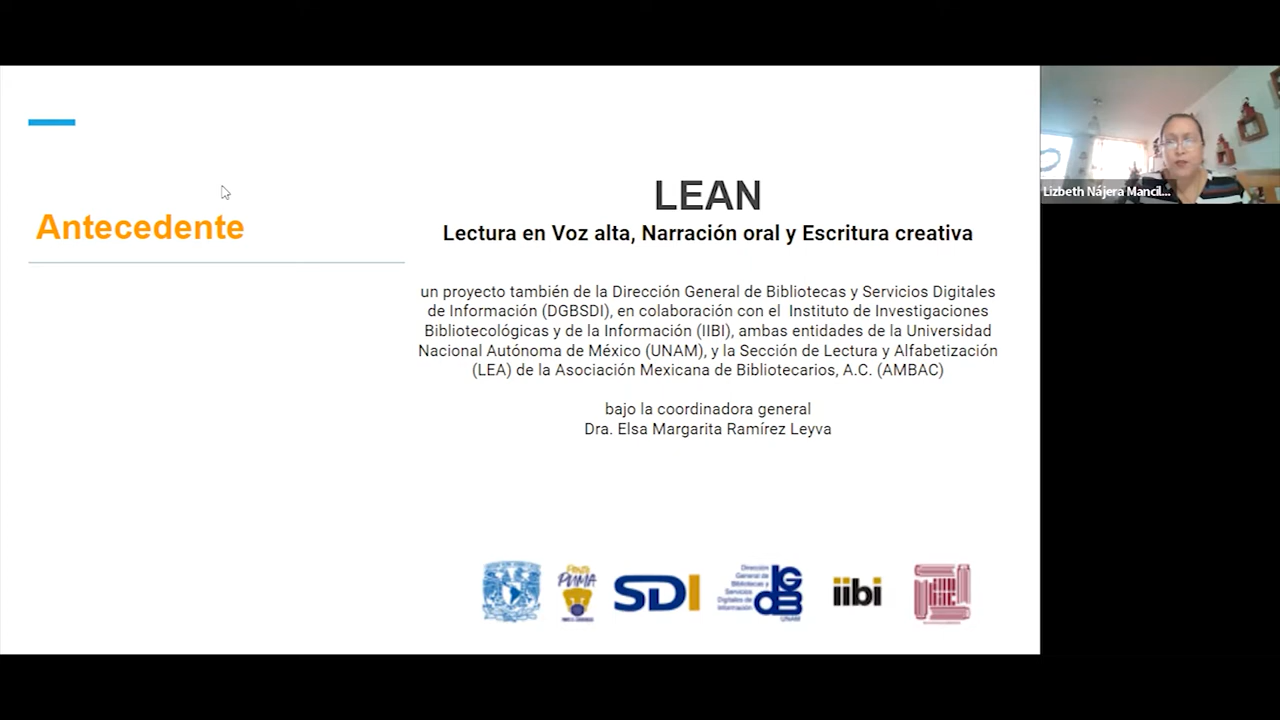 Antecedente
LEAN
Lectura en Voz alta, Narración oral y Escritura creativa
un proyecto también de la Dirección General de Bibliotecas y Servicios Digitales
de Información (DGBSDI), en colaboración con el Instituto de Investigaciones
Bibliotecológicas y de la Información (IIBI), ambas entidades de la Universidad
Nacional Autónoma de México (UNAM), y la Sección de Lectura y Alfabetización
(LEA) de la Asociación Mexicana de Bibliotecarios, A.C. (AMBAC)
bajo la coordinadora general
Dra. Elsa Margarita Ramírez Leyva
Lizbeth Nájera Mancil...
PUMA
SDI
Dirección
General de
Bibliotecas y
Servicios
Digitales de
Información
UNAM
iibi